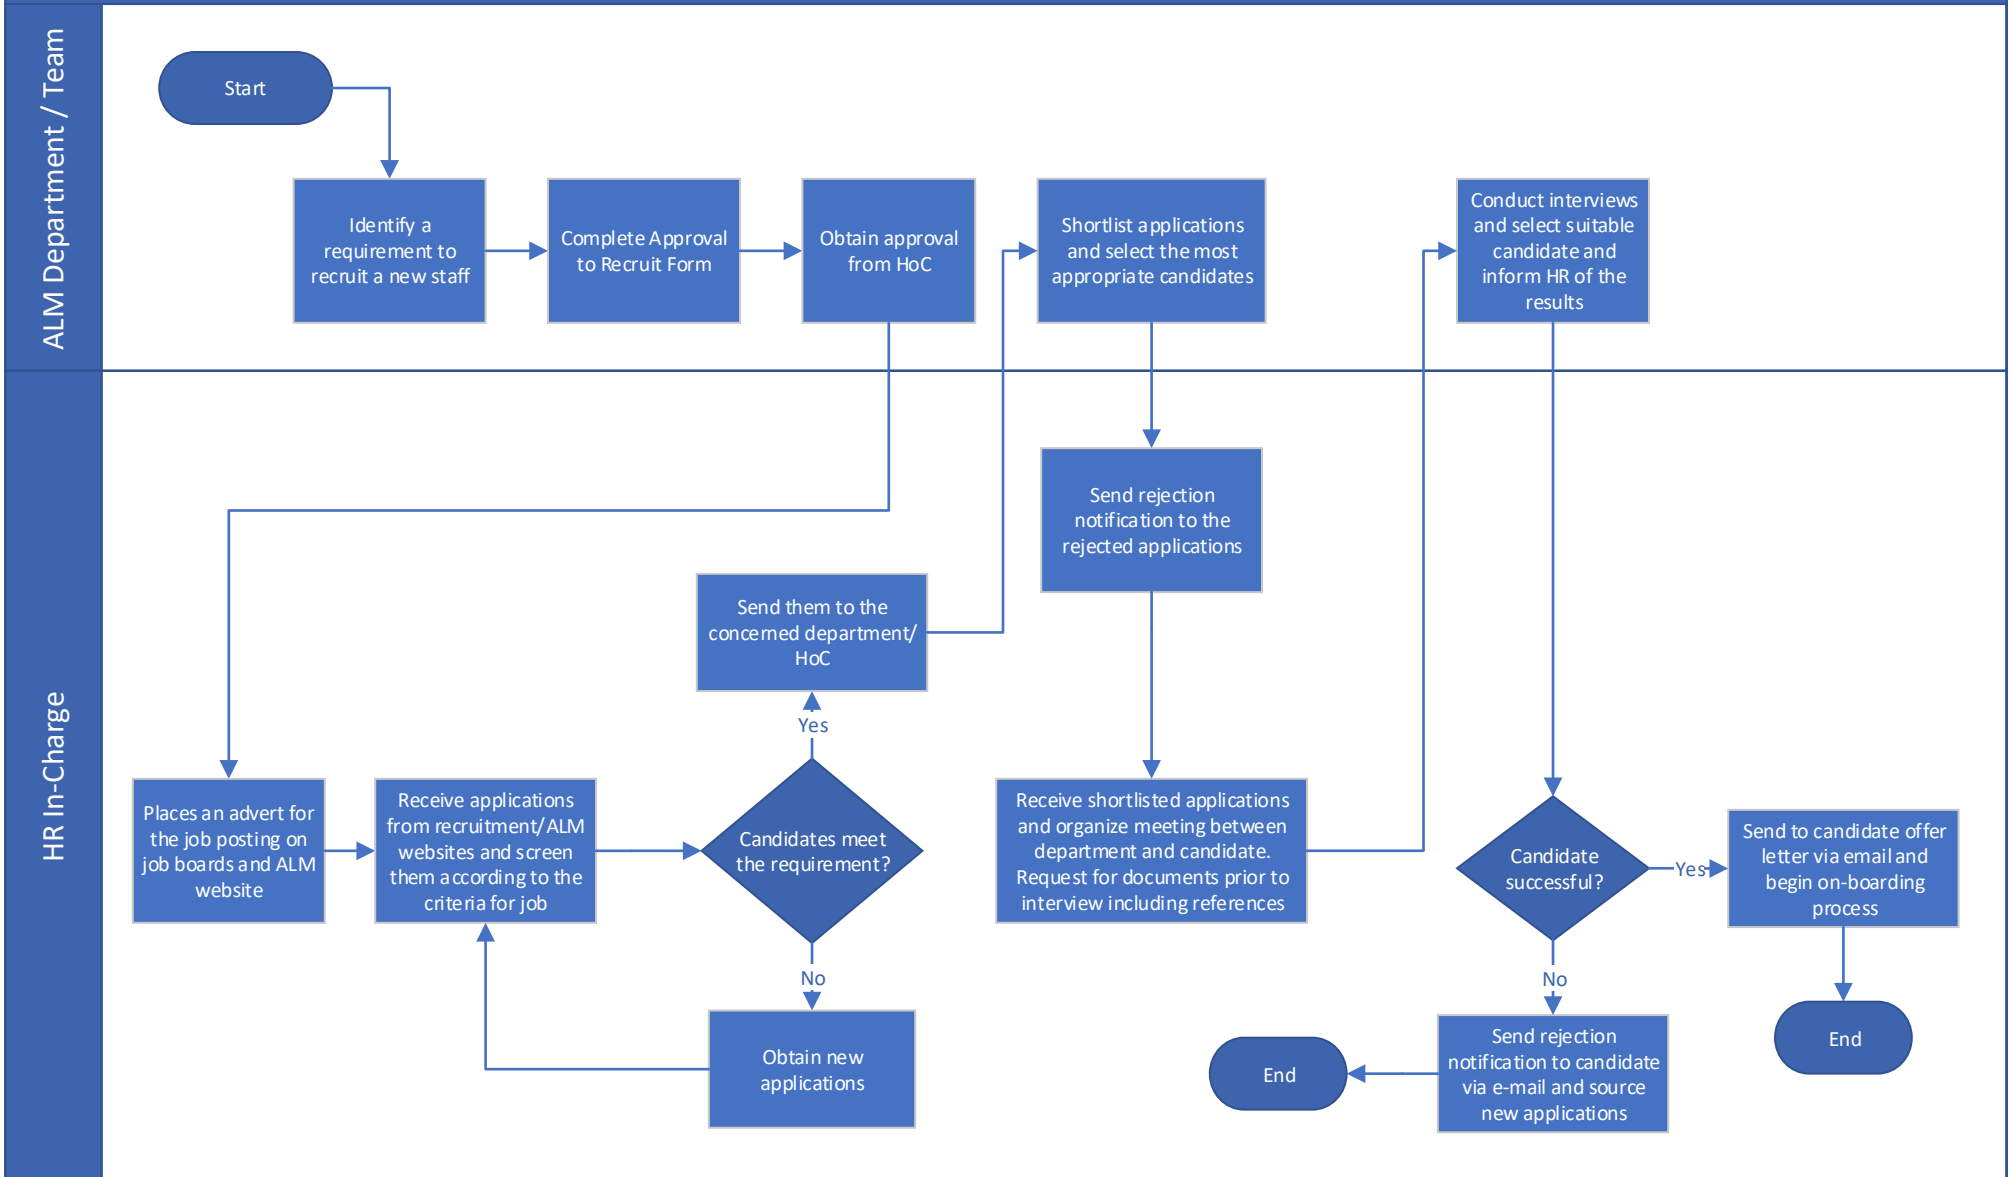 ALM Department / Team
Start
Identify a
requirement to
recruit a new staff
Complete Approval
to Recruit Form
Obtain approval
from HoC
Shortlist applications
and select the most
appropriate candidates
Conduct interviews
and select suitable
candidate and
inform HR of the
results
HR In-Charge
Send rejection
notification to the
rejected applications
Send them to the
concerned department/
HoC
Yes
Places an advert for
the job posting on
job boards and ALM
website
Receive applications
from recruitment/ALM
websites and screen
them according to the
criteria for job
Candidates meet
the requirement?
Receive shortlisted applications
and organize meeting between
department and candidate.
Request for documents prior to
interview including references
Candidate
successful?
Yes
Send to candidate offer
letter via email and
begin on-boarding
process
No
Obtain new
applications
No
Send rejection
notification to candidate
via e-mail and source
new applications
End
End